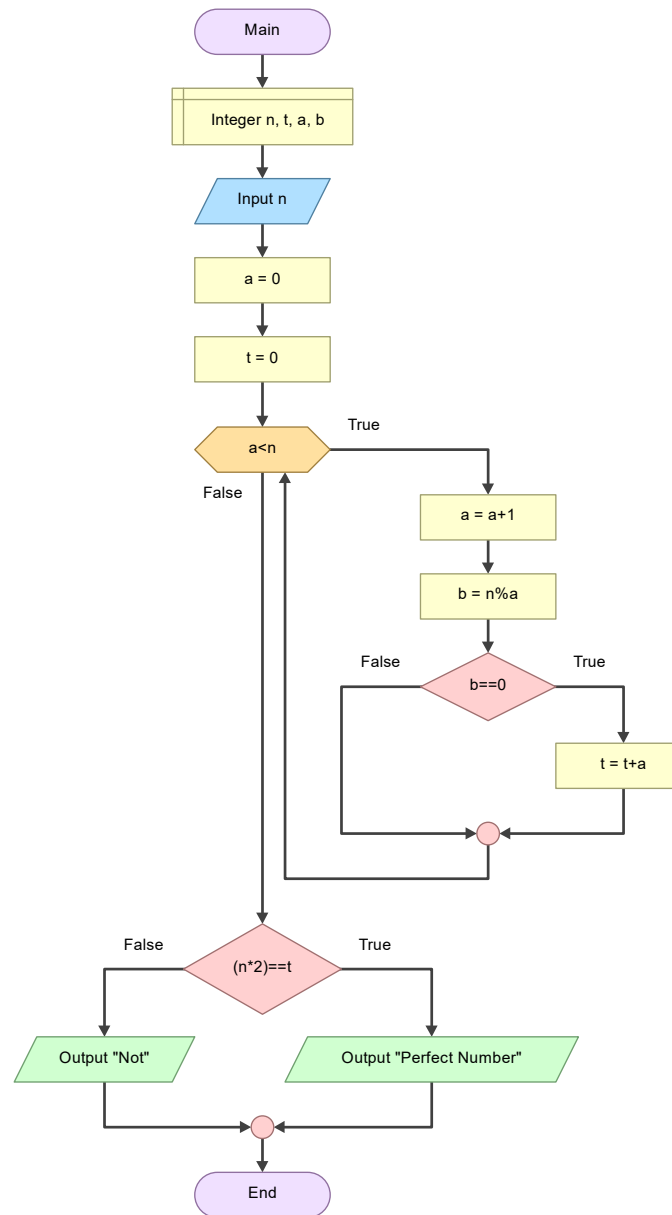 Main
Integer n, t, a, b
Input n
a = 0
t = 0
a<n
True
False
a = a+1
b = n%a
False
True
b==0
t = t+a
False
True
(n*2)==t
Output "Not"
Output "Perfect Number"
End